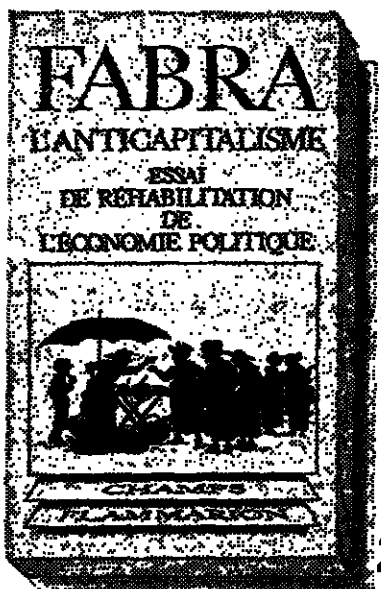 FABRA
L'ANTICAPITALISME
ESSAI
DE RÉHABILITATION
DE
L'ÉCONOMIE POLITIQUE
CHAMPS
FLAMMARION